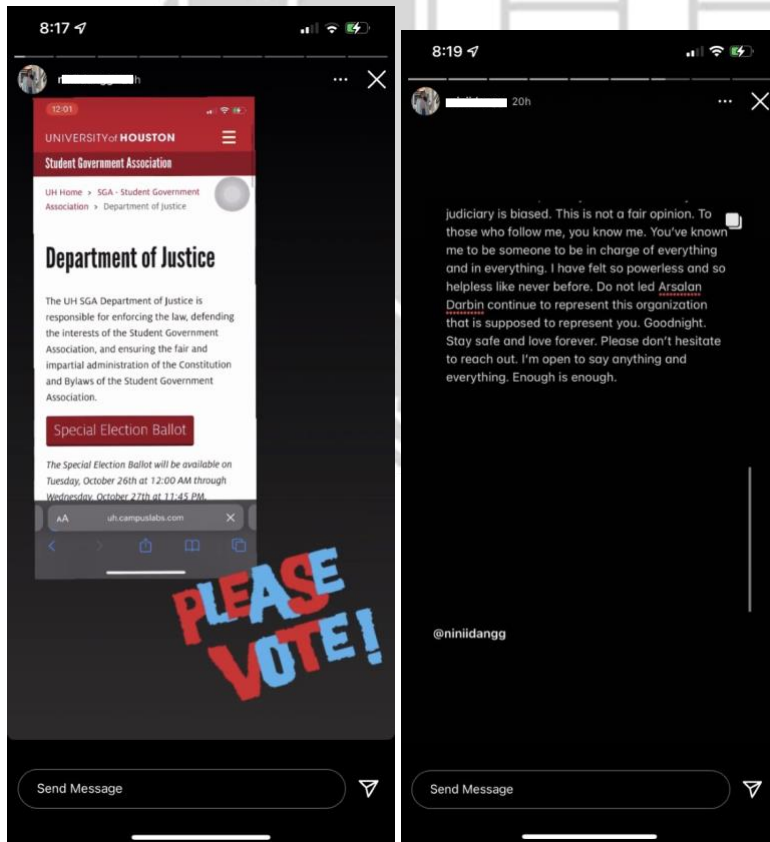 8:17
h
12:01
UNIVERSITY of HOUSTON
Student Government Association
UH Home > SGA - Student Government
Association > Department of Justice
Department of Justice
The UH SGA Department of Justice is
responsible for enforcing the law, defending
the interests of the Student Government
Association, and ensuring the fair and
impartial administration of the Constitution
and Bylaws of the Student Government
Association.
Special Election Ballot
The Special Election Ballot will be available on
Tuesday, October 26th at 12:00 AM through
Wednesday, October 27th at 11:45 PM.
AA uh.campuslabs.com
PLEASE
VOTE!
Send Message
8:19
20h
judiciary is biased. This is not a fair opinion. To
those who follow me, you know me. You've known
me to be someone to be in charge of everything
and in everything. I have felt so powerless and so
helpless like never before. Do not led Arsalan
Darbin continue to represent this organization
that is supposed to represent you. Goodnight.
Stay safe and love forever. Please don't hesitate
to reach out. I'm open to say anything and
everything. Enough is enough.
@niniidangg
Send Message